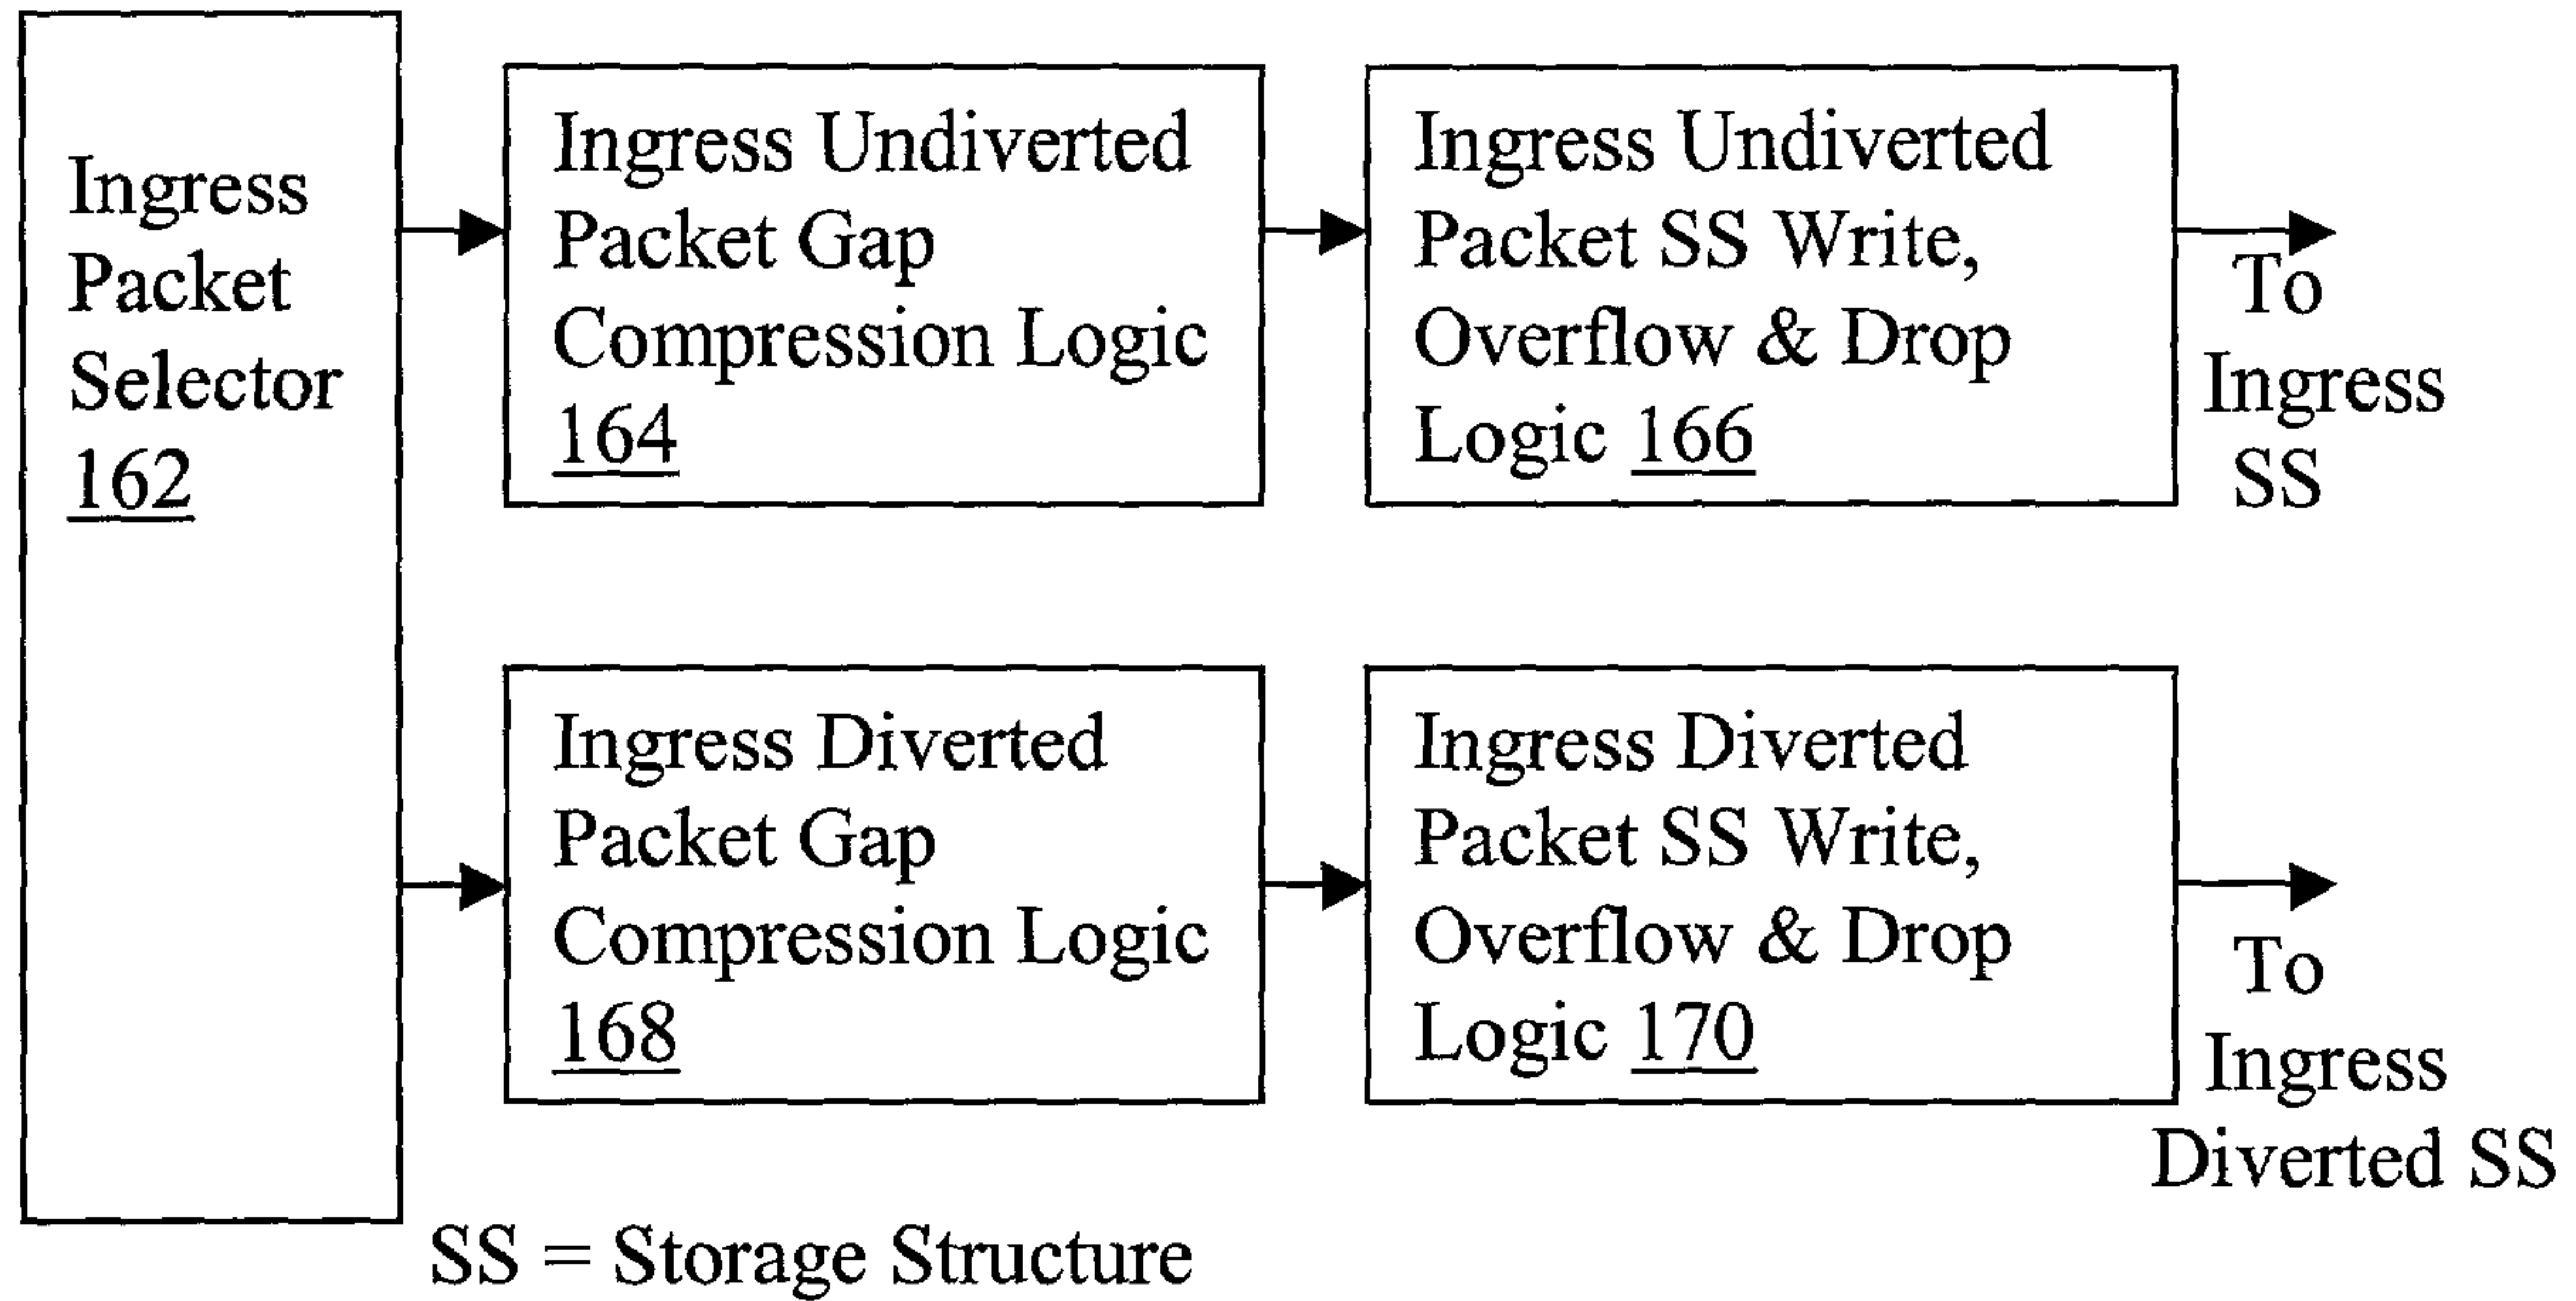 Ingress
Packet
Selector
162
Ingress Undiverted
Packet Gap
Compression Logic
164
Ingress Undiverted
Packet SS Write,
Overflow & Drop
Logic 166
To
Ingress
SS
Ingress Diverted
Packet Gap
Compression Logic
168
Ingress Diverted
Packet SS Write,
Overflow & Drop
Logic 170
To
Ingress
Diverted SS
SS = Storage Structure